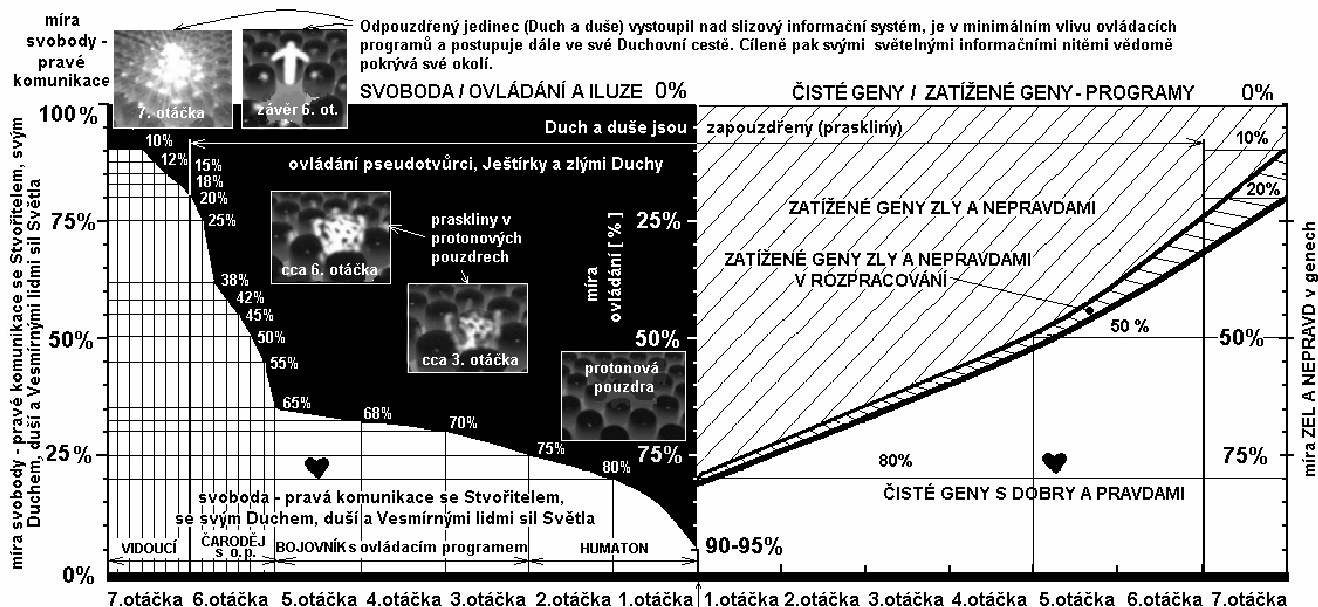 míra
svobody -
pravé
komunikace
Odpouzdřený jedinec (Duch a duše) vystoupil nad slizový informační systém, je v minimálním vlivu ovládacích
programů a postupuje dále ve své Duchovní cestě. Cíleně pak svými světelnými informačními nitěmi vědomě
pokrývá své okolí.
7. otáčka
závěr 6. ot.
SVOBODA / OVLÁDÁNÍ A ILUZE 0%
ČISTÉ GENY / ZATÍŽENÉ GENY - PROGRAMY 0%
100%
75%
50%
25%
0%
míra svobody - pravé komunikace se Stvořitelem, svým
Duchem, duší a Vesmírnými lidmi sil Světla
Duch a duše jsou
zapouzdřeny (praskliny)
ovládání pseudotvůrci, Ještírky a zlými Duchy
10%
12%
15%
18%
20%
25%
38%
42%
45%
50%
55%
65%
68%
70%
75%
80%
cca 6. otáčka
praskliny v
protonových
pouzdrech
cca 3. otáčka
protonová
pouzdra
míra
ovládání [ % ]
25%
50%
75%
90-95%
svoboda - pravá komunikace se Stvořitelem,
se svým Duchem, duší a Vesmírnými lidmi sil Světla
VIDOUCÍ
ČARODĚJ
s o.p.
BOJOVNÍK s ovládacím programem
HUMATON
7.otáčka 6.otáčka 5.otáčka 4.otáčka 3.otáčka 2.otáčka 1.otáčka
ZATÍŽENÉ GENY ZLY A NEPRAVDAMI
ZATÍŽENÉ GENY ZLY A NEPRAVDAMI
V ROZPRACOVÁNÍ
10%
20%
50 %
80%
ČISTÉ GENY S DOBRY A PRAVDAMI
50%
75%
míra ZEL A NEPRAVD v genech
1.otáčka 2.otáčka 3.otáčka 4.otáčka 5.otáčka 6.otáčka 7.otáčka